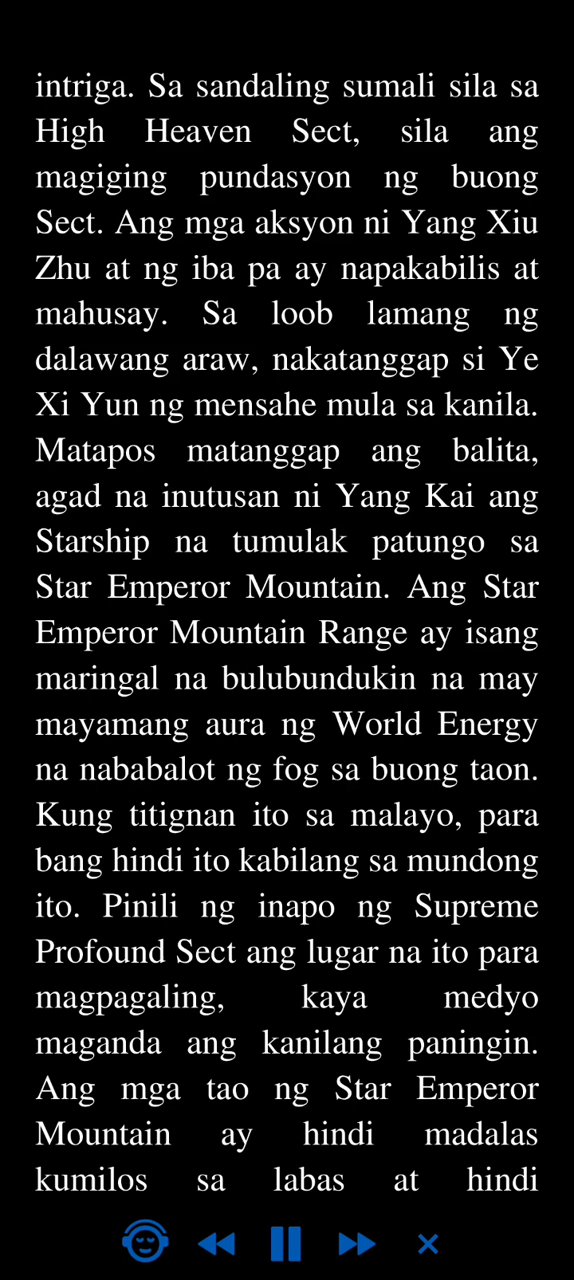 intriga. Sa sandaling sumali sila sa
High Heaven Sect, sila ang
magiging pundasyon ng buong
Sect. Ang mga aksyon ni Yang Xiu
Zhu at ng iba pa ay napakabilis at
mahusay. Sa loob lamang ng
dalawang araw, nakatanggap si Ye
Xi Yun ng mensahe mula sa kanila.
Matapos matanggap ang balita,
agad na inutusan ni Yang Kai ang
Starship na tumulak patungo sa
Star Emperor Mountain. Ang Star
Emperor Mountain Range ay isang
maringal na bulubundukin na may
mayamang aura ng World Energy
na nababalot ng fog sa buong taon.
Kung titignan ito sa malayo, para
bang hindi ito kabilang sa mundong
ito. Pinili ng inapo ng Supreme
Profound Sect ang lugar na ito para
magpagaling, kaya medyo
maganda ang kanilang paningin.
Ang mga tao ng Star Emperor
Mountain ay hindi madalas
kumilos sa labas at hindi